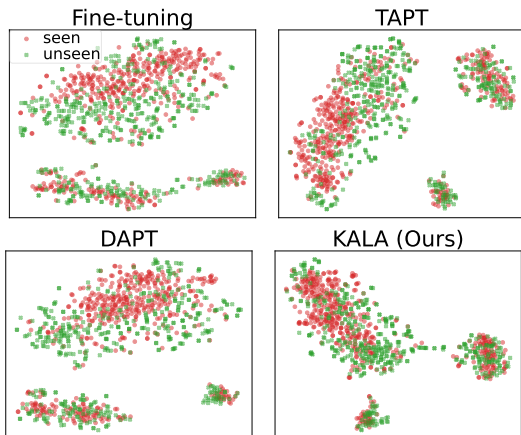 Fine-tuning
seen
unseen
TAPT
DAPT
KALA (Ours)